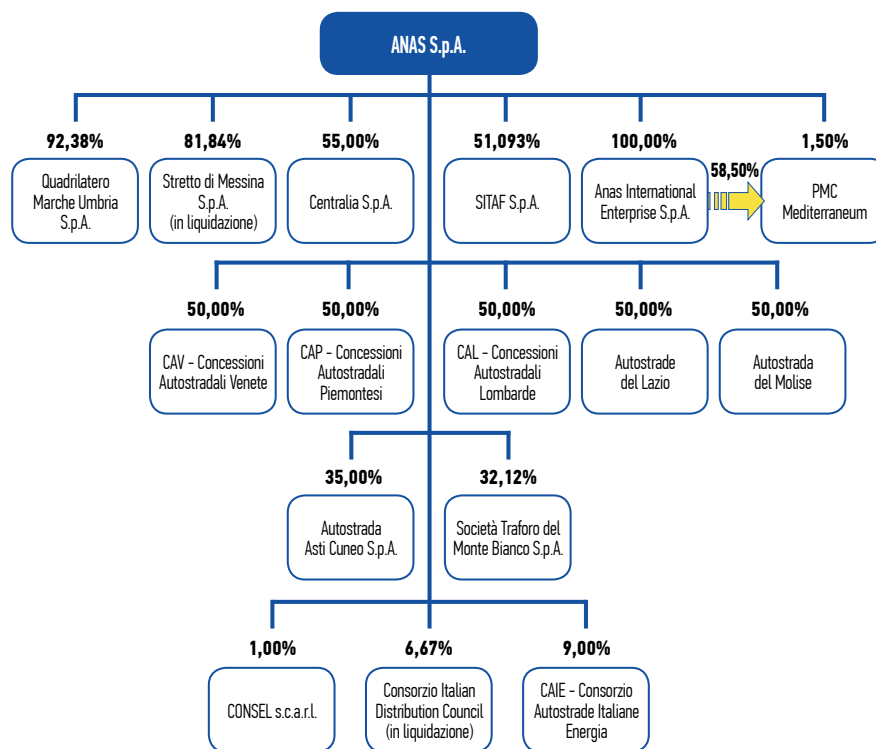 ANAS S.p.A.
92,38%
Quadrilatero
Marche Umbria
S.p.A.
81,84%
Stretto di Messina
S.p.A.
(in liquidazione)
55,00%
Centralia S.p.A.
51,093%
SITAF S.p.A.
100,00%
Anas International
Enterprise S.p.A.
58,50%
1,50%
PMC
Mediterraneum
50,00%
CAV - Concessioni
Autostradali Venete
50,00%
CAP - Concessioni
Autostradali
Piemontesi
50,00%
CAL - Concessioni
Autostradali
Lombarde
50,00%
Autostrade
del Lazio
50,00%
Autostrada
del Molise
35,00%
Autostrada
Asti Cuneo S.p.A.
32,12%
Società Traforo del
Monte Bianco S.p.A.
1,00%
CONSEL s.c.a.r.l.
6,67%
Consorzio Italian
Distribution Council
(in liquidazione)
9,00%
CAIE - Consorzio
Autostrade Italiane
Energia